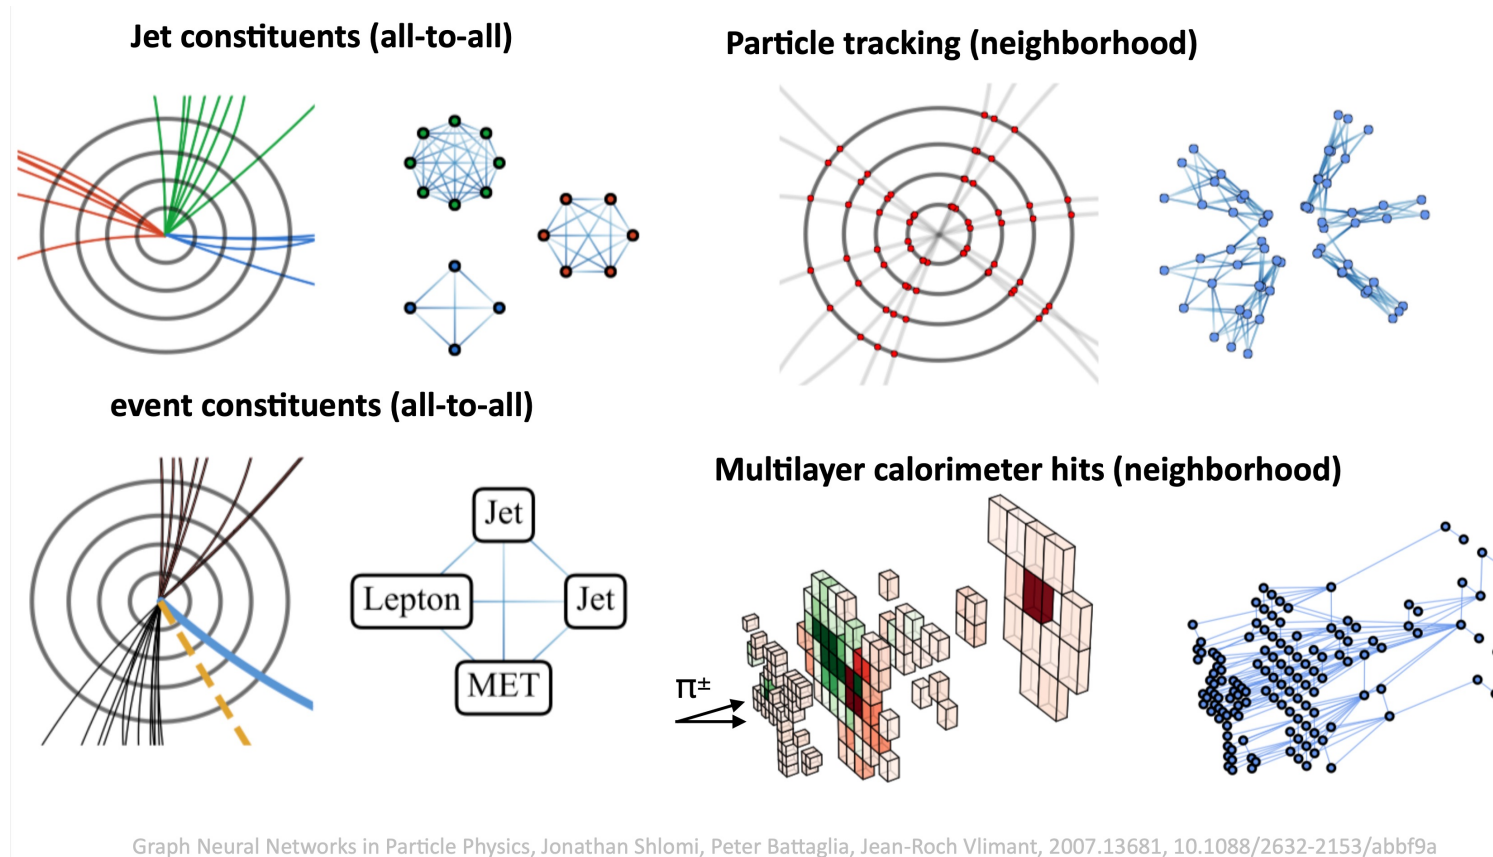 Jet constituents (all-to-all)
Particle tracking (neighborhood)
event constituents (all-to-all)
Jet
Lepton
Jet
MET
Multilayer calorimeter hits (neighborhood)
π±
Graph Neural Networks in Particle Physics, Jonathan Shlomi, Peter Battaglia, Jean-Roch Vlimant, 2007.13681, 10.1088/2632-2153/abbf9a